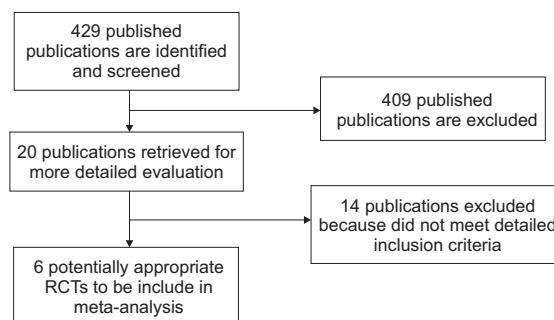 429 published
publications are identified
and screened
409 published
publications are excluded
20 publications retrieved for
more detailed evaluation
14 publications excluded
because did not meet detailed
inclusion criteria
6 potentially appropriate
RCTs to be include in
meta-analysis